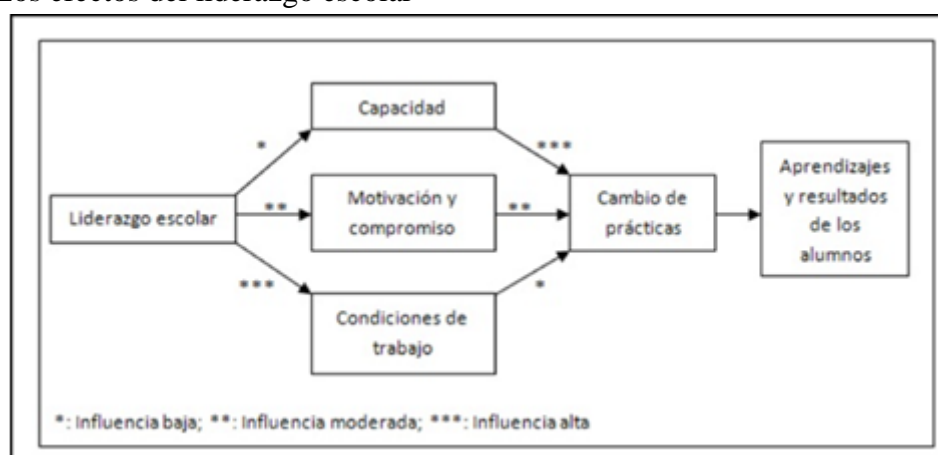 Los efectos del liderazgo escolar
Capacidad
*
***
Liderazgo escolar
**
Motivación y
compromiso
**
Cambio de
prácticas
Aprendizajes
y resultados
de los
alumnos
***
*
Condiciones de
trabajo
*: Influencia baja; **: Influencia moderada; ***: Influencia alta